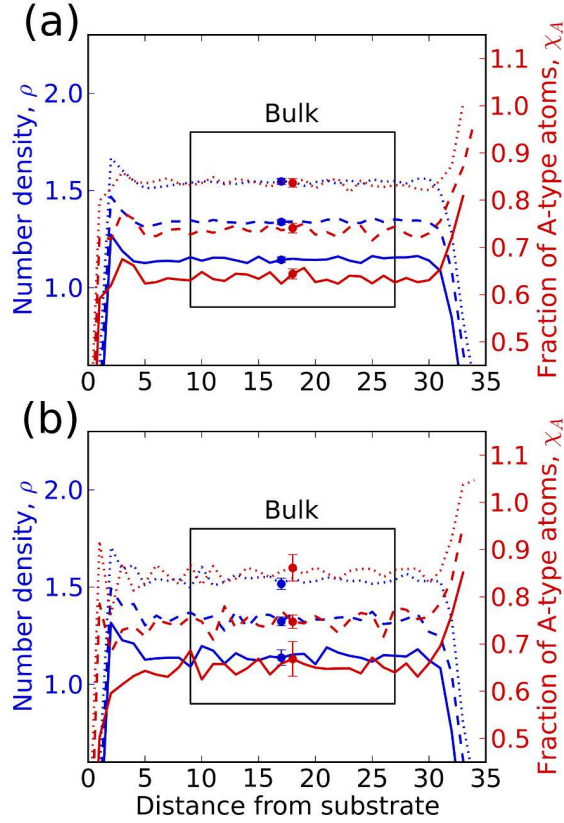 (a)
Number density, ρ
Fraction of A-type atoms, χ_A
Bulk
2.0
1.5
1.0
1.1
1.0
0.9
0.8
0.7
0.6
0.5
0 5 10 15 20 25 30 35
(b)
Number density, ρ
Fraction of A-type atoms, χ_A
Bulk
2.0
1.5
1.0
1.1
1.0
0.9
0.8
0.7
0.6
0.5
0 5 10 15 20 25 30 35
Distance from substrate